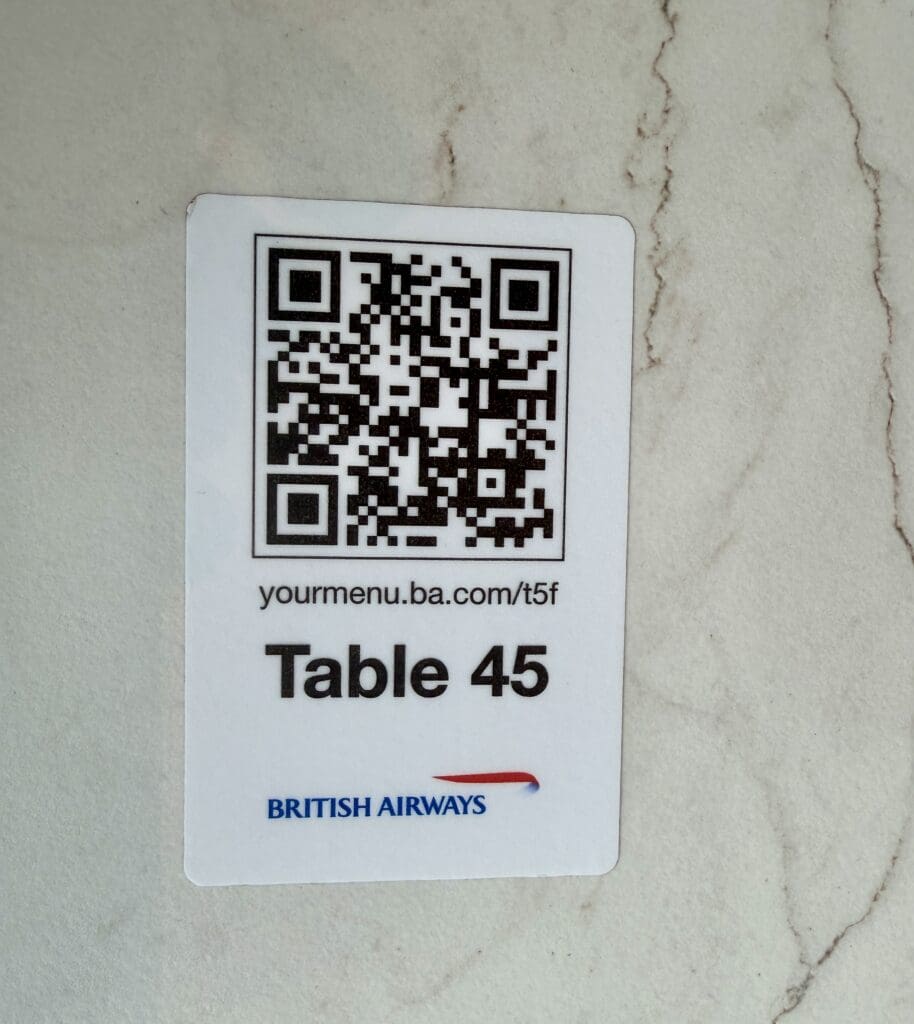 yourmenu.ba.com/t5f
Table 45
BRITISH AIRWAYS